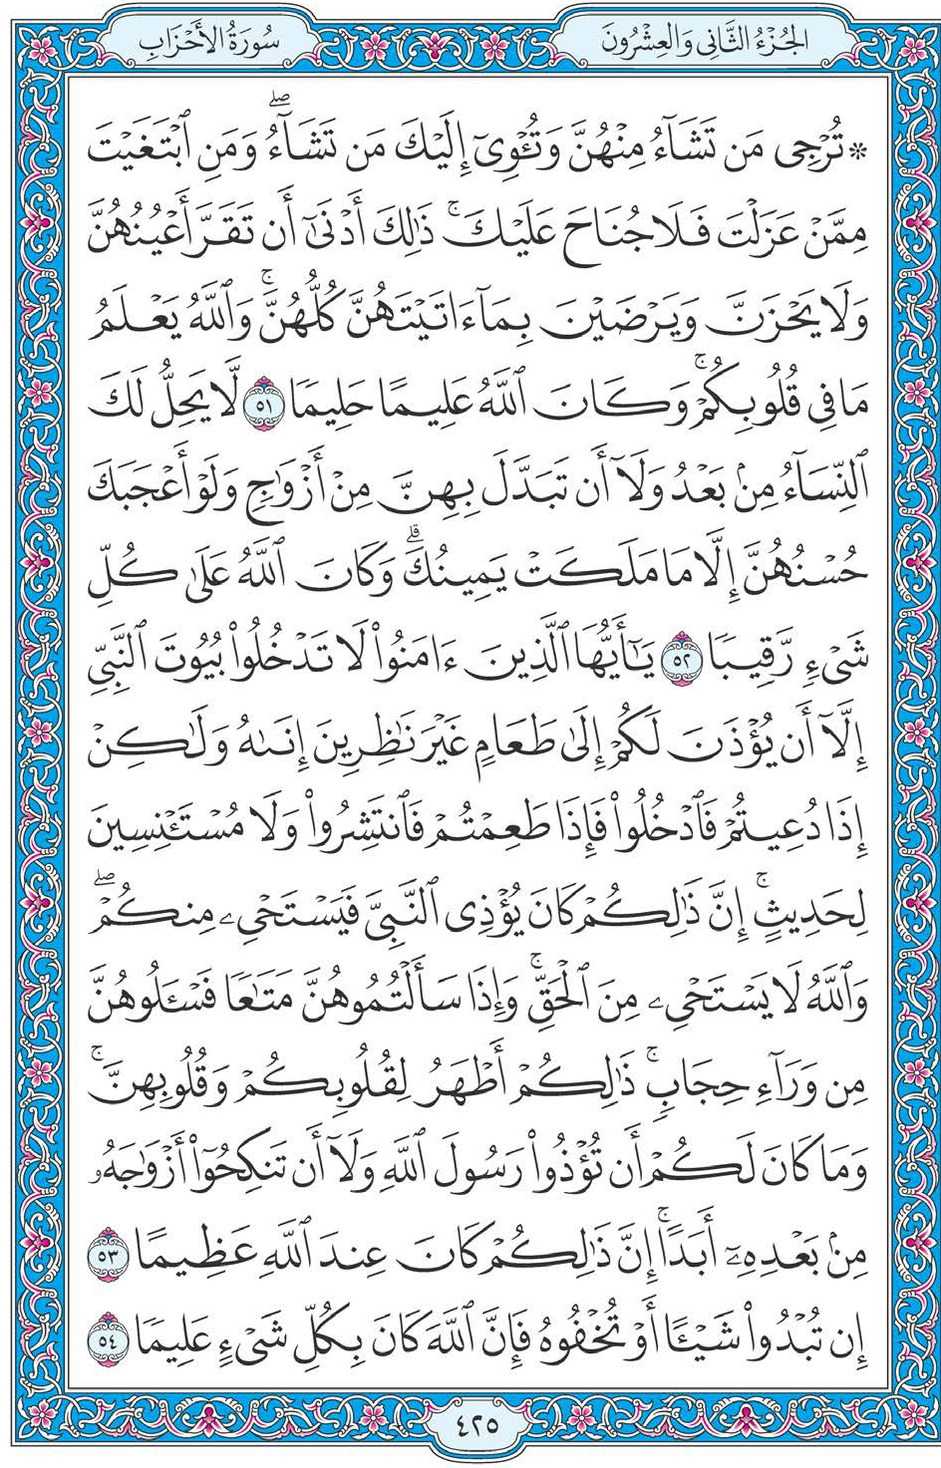 سُورَةُ الأَحْزَابِ
الجُزْءُ الثَّانِي وَالعِشْرُونَ
۞ تُرْجِي مَن تَشَآءُ مِنْهُنَّ وَتُـْٔوِيٓ إِلَيْكَ مَن تَشَآءُۖ وَمَنِ ٱبْتَغَيْتَ
مِمَّنْ عَزَلْتَ فَلَا جُنَاحَ عَلَيْكَۚ ذَٰلِكَ أَدْنَىٰٓ أَن تَقَرَّ أَعْيُنُهُنَّ
وَلَا يَحْزَنَّ وَيَرْضَيْنَ بِمَآ ءَاتَيْتَهُنَّ كُلُّهُنَّۚ وَٱللَّهُ يَعْلَمُ
مَا فِي قُلُوبِكُمْۚ وَكَانَ ٱللَّهُ عَلِيمًا حَلِيمًا ٥١ لَّا يَحِلُّ لَكَ
ٱلنِّسَآءُ مِنۢ بَعْدُ وَلَآ أَن تَبَدَّلَ بِهِنَّ مِنْ أَزْوَٰجٍ وَلَوْ أَعْجَبَكَ
حُسْنُهُنَّ إِلَّا مَا مَلَكَتْ يَمِينُكَۗ وَكَانَ ٱللَّهُ عَلَىٰ كُلِّ
شَيْءٍ رَّقِيبًا ٥٢ يَـٰٓأَيُّهَا ٱلَّذِينَ ءَامَنُوا۟ لَا تَدْخُلُوا۟ بُيُوتَ ٱلنَّبِيِّ
إِلَّآ أَن يُؤْذَنَ لَكُمْ إِلَىٰ طَعَامٍ غَيْرَ نَـٰظِرِينَ إِنَىٰهُ وَلَـٰكِنْ
إِذَا دُعِيتُمْ فَٱدْخُلُوا۟ فَإِذَا طَعِمْتُمْ فَٱنتَشِرُوا۟ وَلَا مُسْتَـْٔنِسِينَ
لِحَدِيثٍۚ إِنَّ ذَٰلِكُمْ كَانَ يُؤْذِي ٱلنَّبِيَّ فَيَسْتَحْيِۦ مِنكُمْۖ
وَٱللَّهُ لَا يَسْتَحْيِۦ مِنَ ٱلْحَقِّۚ وَإِذَا سَأَلْتُمُوهُنَّ مَتَـٰعًا فَسْـَٔلُوهُنَّ
مِن وَرَآءِ حِجَابٍۚ ذَٰلِكُمْ أَطْهَرُ لِقُلُوبِكُمْ وَقُلُوبِهِنَّۚ
وَمَا كَانَ لَكُمْ أَن تُؤْذُوا۟ رَسُولَ ٱللَّهِ وَلَآ أَن تَنكِحُوٓا۟ أَزْوَٰجَهُۥ
مِنۢ بَعْدِهِۦٓ أَبَدًاۚ إِنَّ ذَٰلِكُمْ كَانَ عِندَ ٱللَّهِ عَظِيمًا ٥٣
إِن تُبْدُوا۟ شَيْـًٔا أَوْ تُخْفُوهُ فَإِنَّ ٱللَّهَ كَانَ بِكُلِّ شَيْءٍ عَلِيمًا ٥٤
٤٢٥